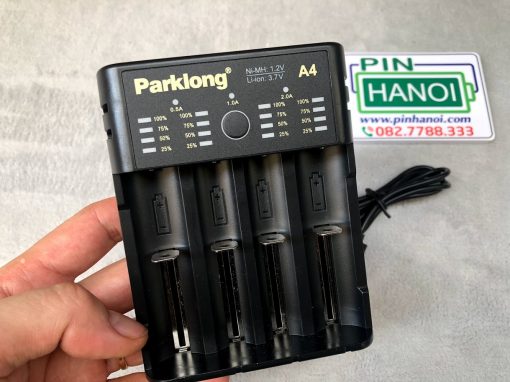 Parklong®
Ni-MH: 1.2V
Li-ion: 3.7V
A4
0.5A
1.0A
2.0A
100% 100% 100% 100%
75% 75% 75% 75%
50% 50% 50% 50%
25% 25% 25% 25%
PIN
HANOI
www.pinhanoi.com
082.7788.333